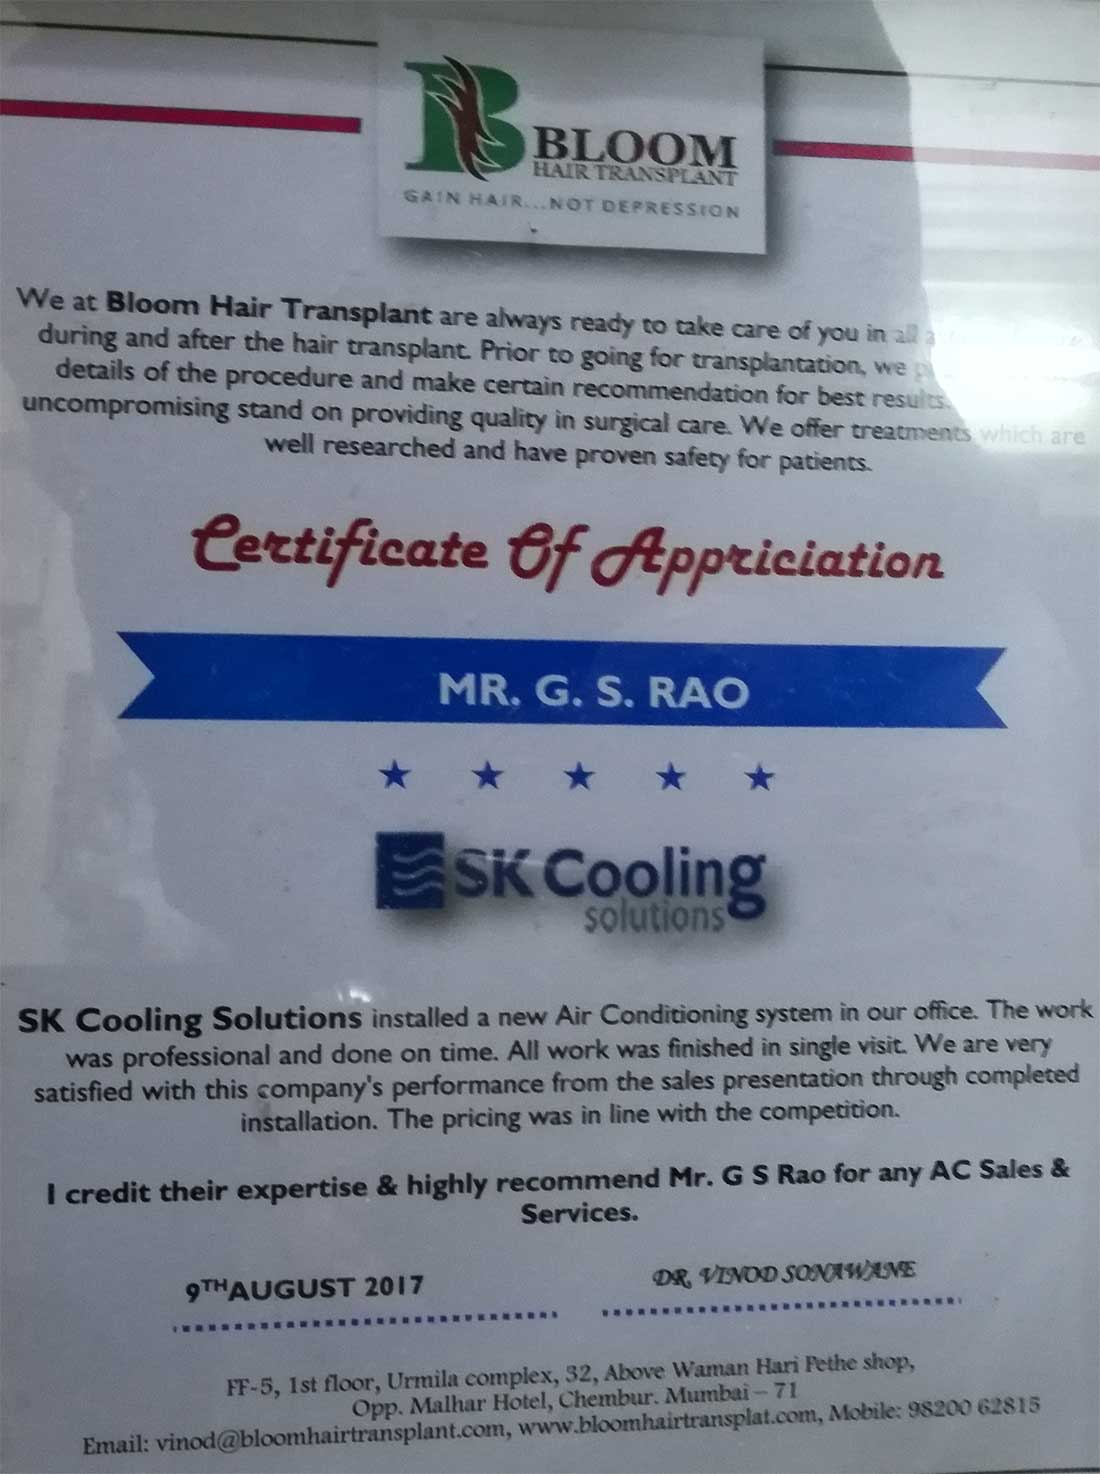 B BLOOM
HAIR TRANSPLANT
GAIN HAIR...NOT DEPRESSION
We at Bloom Hair Transplant are always ready to take care of you in all
during and after the hair transplant. Prior to going for transplantation, we
details of the procedure and make certain recommendation for best results.
uncompromising stand on providing quality in surgical care. We offer treatments which are
well researched and have proven safety for patients.
Certificate Of Appriciation
MR. G. S. RAO
SK Cooling
solutions
SK Cooling Solutions installed a new Air Conditioning system in our office. The work
was professional and done on time. All work was finished in single visit. We are very
satisfied with this company's performance from the sales presentation through completed
installation. The pricing was in line with the competition.
I credit their expertise & highly recommend Mr. G S Rao for any AC Sales &
Services.
9TH AUGUST 2017
DR. VINOD SONAWANE
FF-5, 1st floor, Urmila complex, 32, Above Waman Hari Pethe shop,
Opp. Malhar Hotel, Chembur. Mumbai – 71
Email: vinod@bloomhairtransplant.com, www.bloomhairtransplat.com, Mobile: 98200 62815